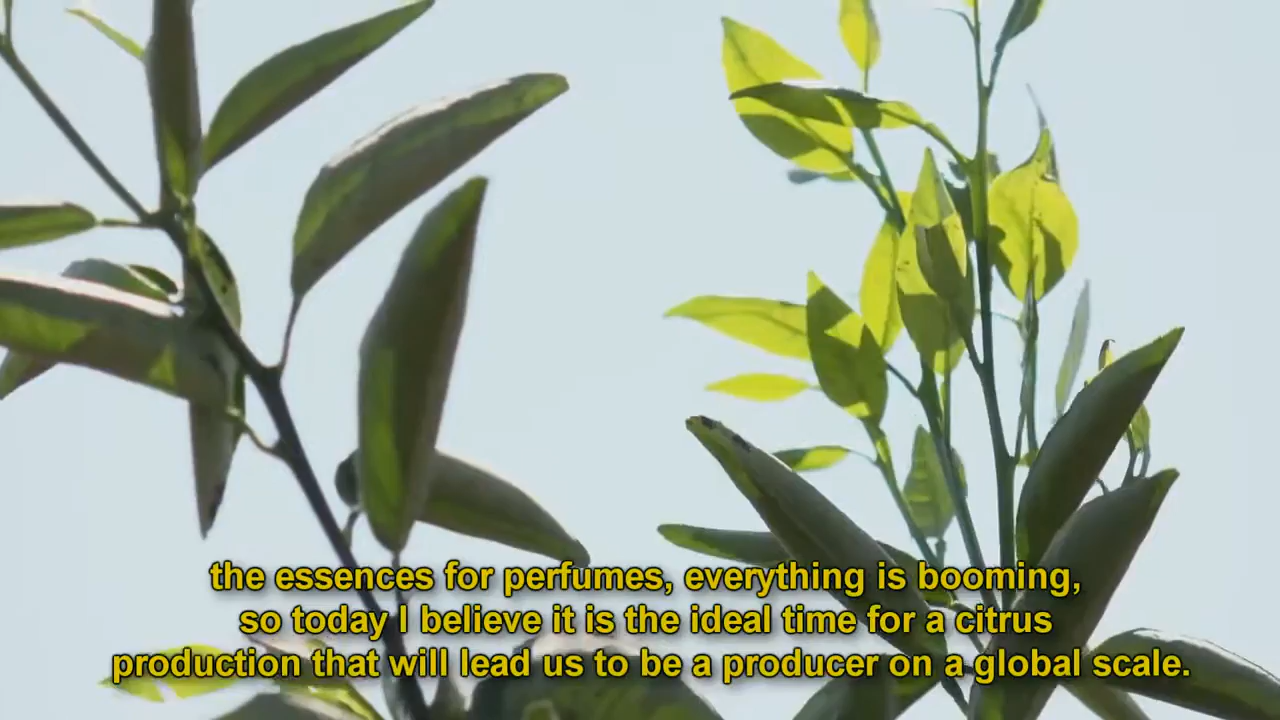 the essences for perfumes, everything is booming,
so today I believe it is the ideal time for a citrus
production that will lead us to be a producer on a global scale.